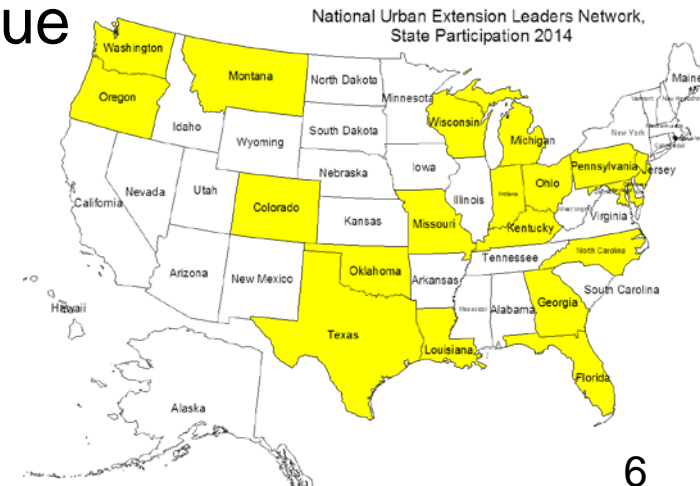 ue
National Urban Extension Leaders Network,
State Participation 2014
Washington
Montana
North Dakota
Minnesota
Maine
Oregon
Idaho
South Dakota
Wisconsin
Michigan
New York
Wyoming
Nebraska
Iowa
Pennsylvania
Jersey
Nevada
Utah
Colorado
Kansas
Missouri
Illinois
Indiana
Ohio
California
Kentucky
Virginia
Arizona
New Mexico
Oklahoma
Arkansas
Tennessee
North Carolina
South Carolina
Hawaii
Texas
Louisiana
Mississippi
Alabama
Georgia
Florida
Alaska
6